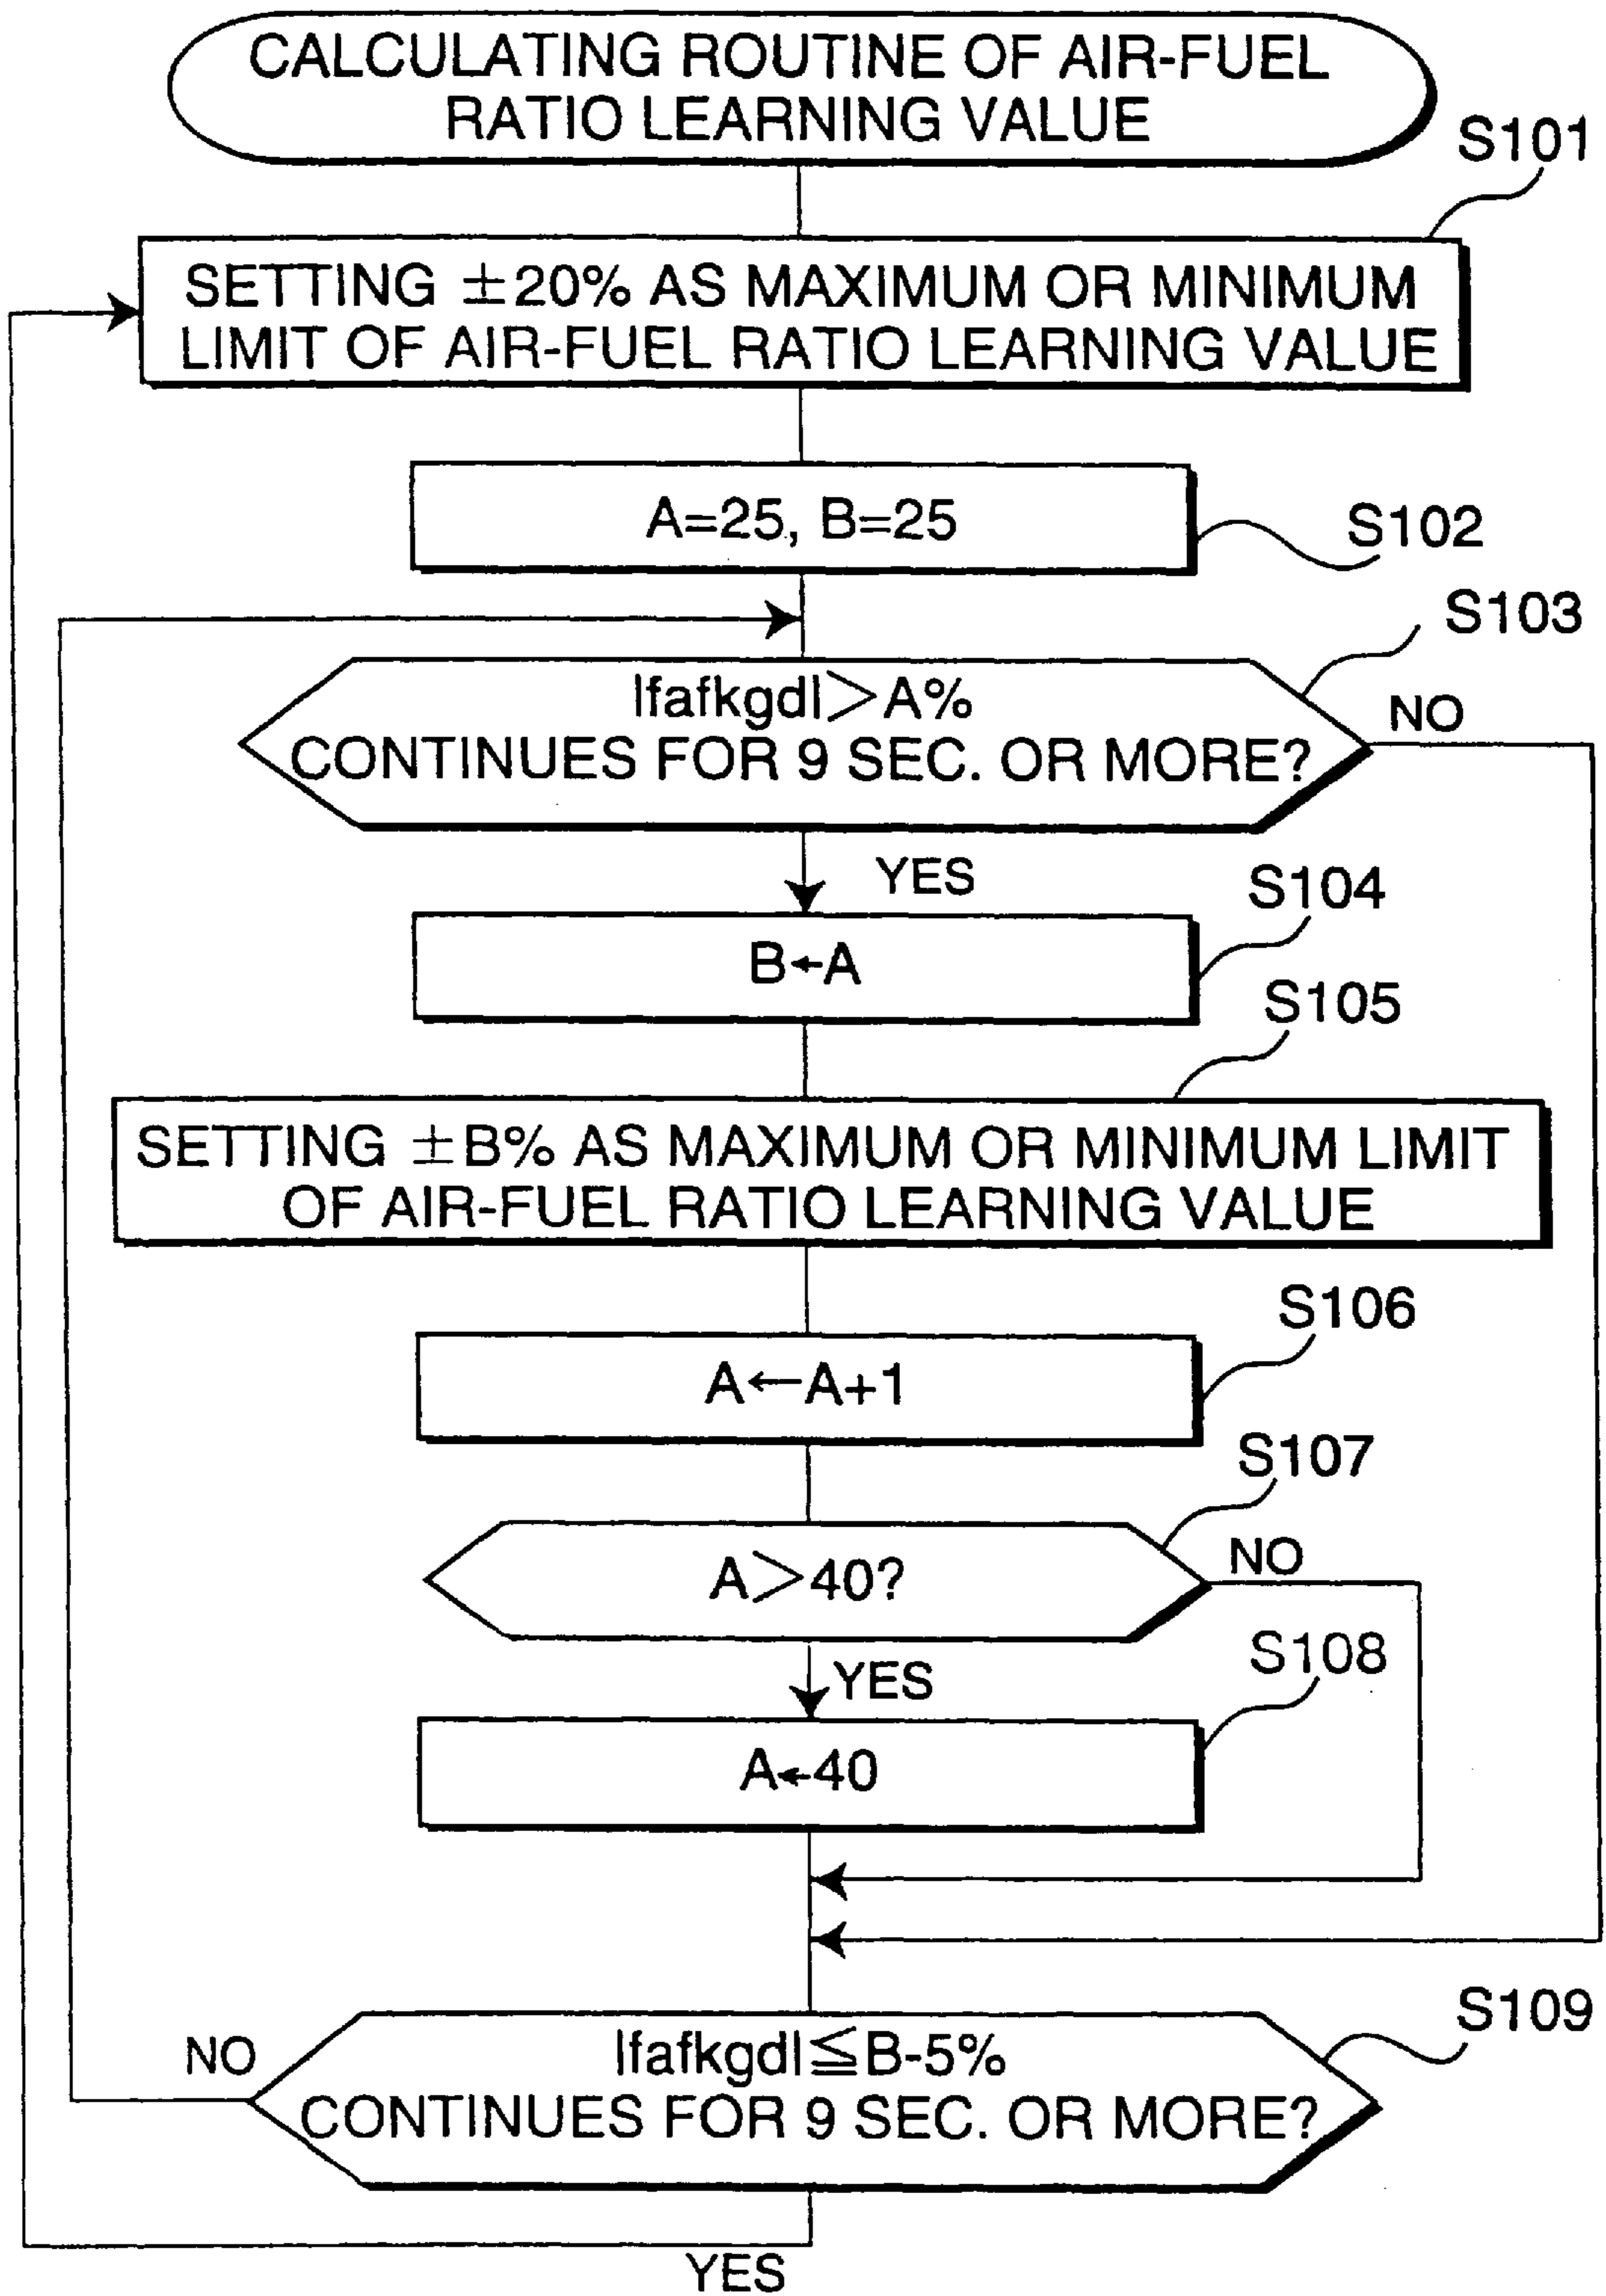 CALCULATING ROUTINE OF AIR-FUEL
RATIO LEARNING VALUE
S101
SETTING ±20% AS MAXIMUM OR MINIMUM
LIMIT OF AIR-FUEL RATIO LEARNING VALUE
A=25, B=25
S102
S103
|fafkgd|>A%
CONTINUES FOR 9 SEC. OR MORE?
NO
YES
S104
B←A
S105
SETTING ±B% AS MAXIMUM OR MINIMUM LIMIT
OF AIR-FUEL RATIO LEARNING VALUE
S106
A←A+1
S107
A>40?
NO
YES
S108
A←40
S109
|fafkgd|≦B-5%
CONTINUES FOR 9 SEC. OR MORE?
NO
YES